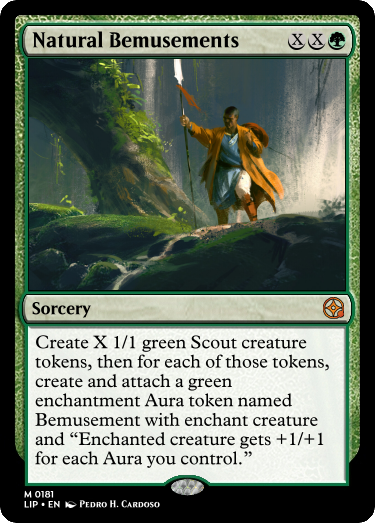 Natural Bemusements XXG
Sorcery
Create X 1/1 green Scout creature
tokens, then for each of those tokens,
create and attach a green
enchantment Aura token named
Bemusement with enchant creature
and “Enchanted creature gets +1/+1
for each Aura you control.”
M 0181
LIP • EN Pedro H. Cardoso